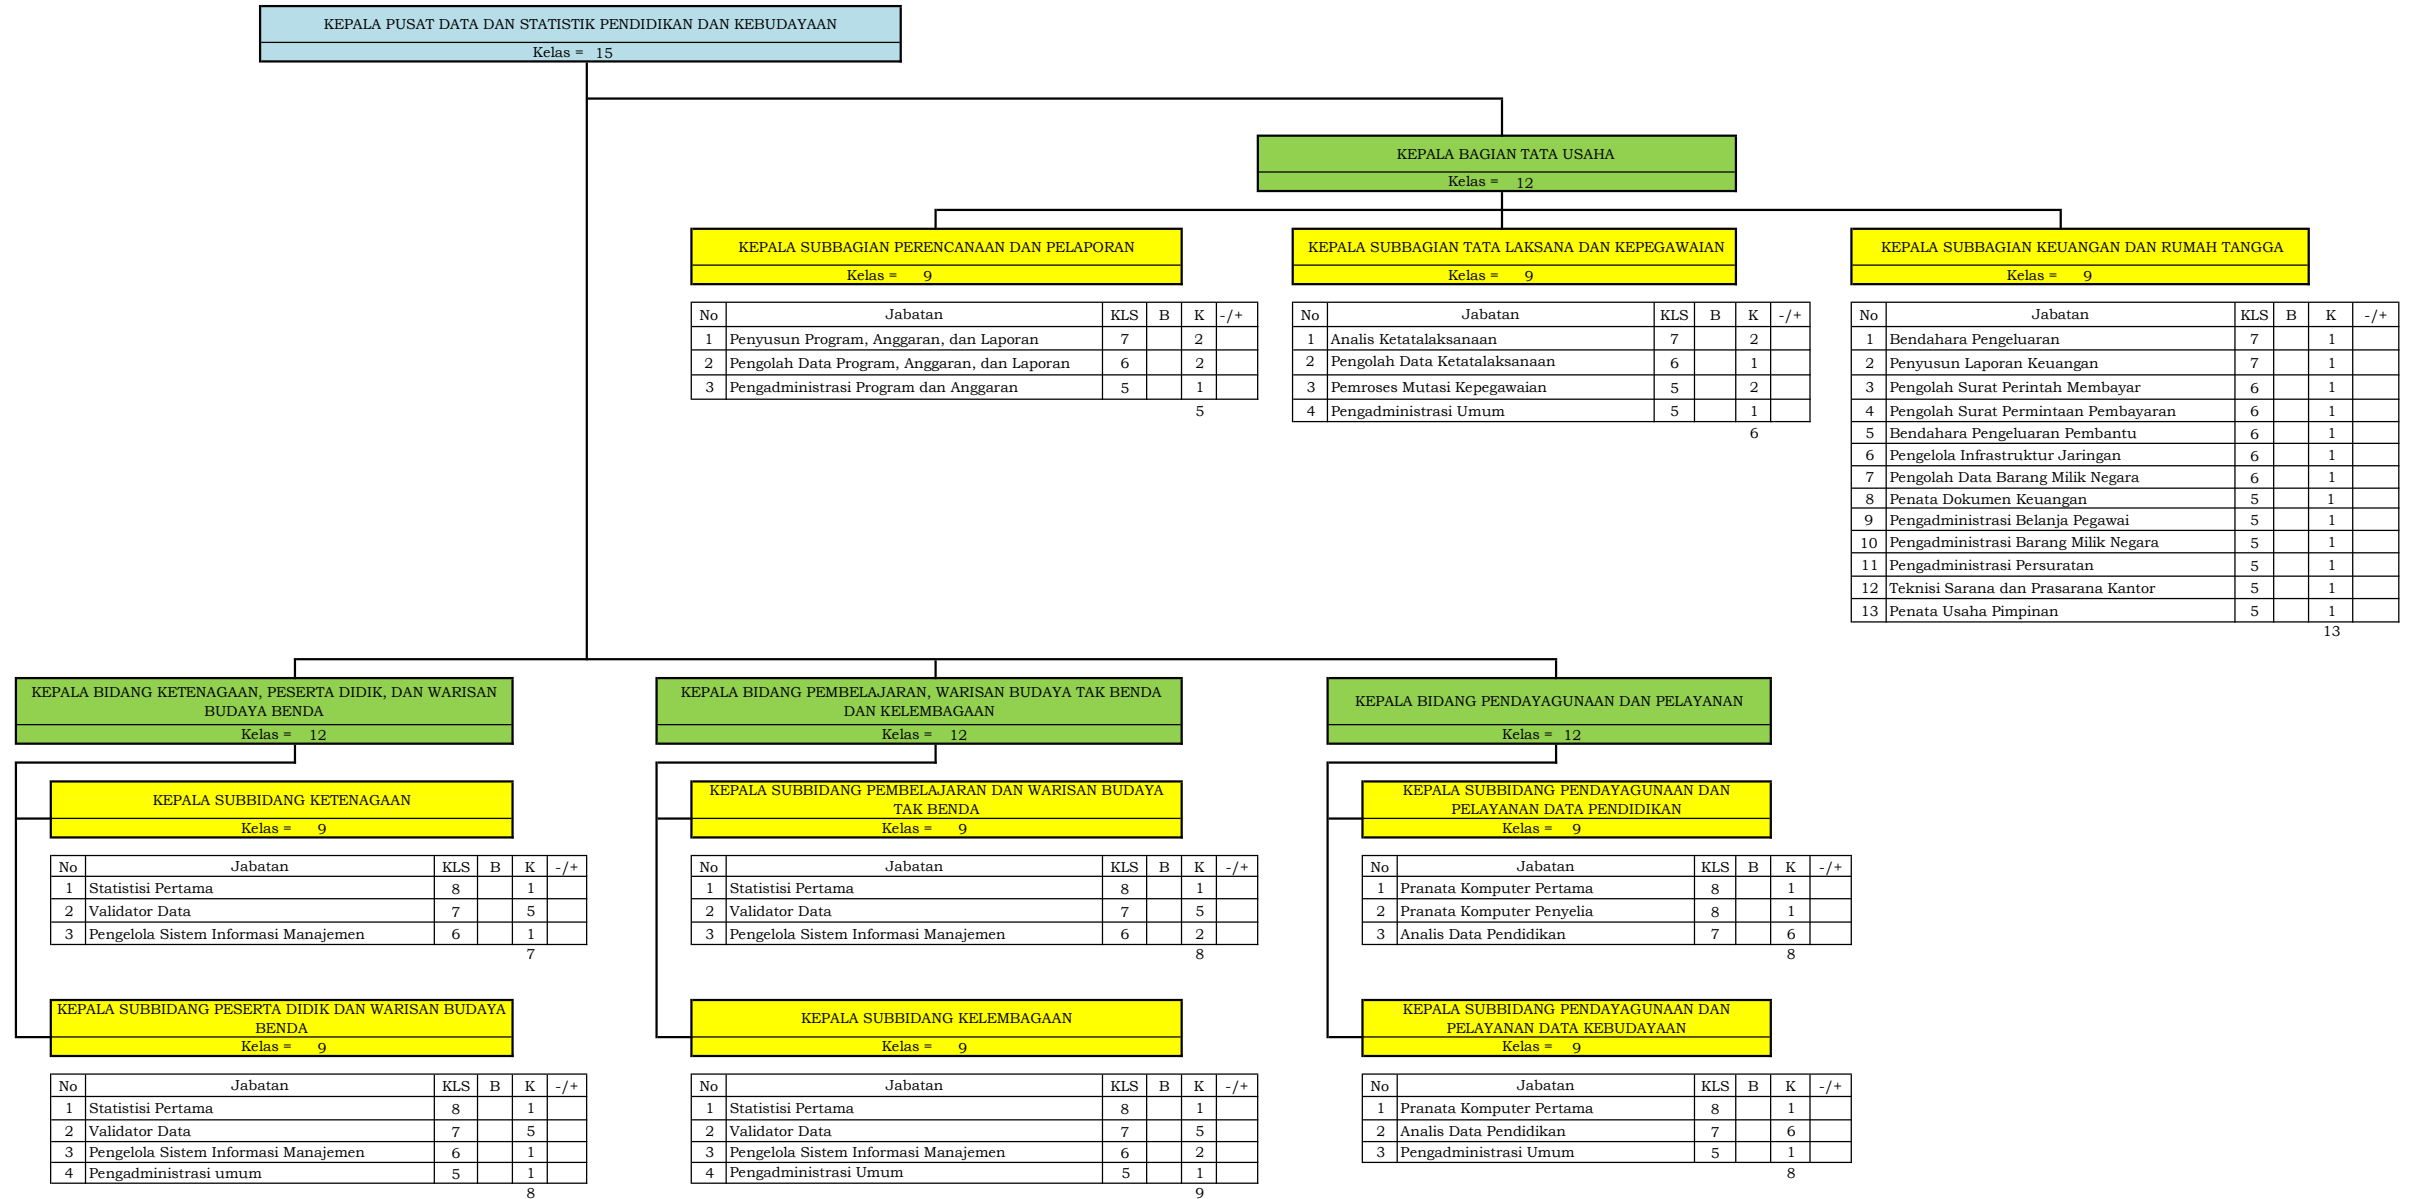 KEPALA PUSAT DATA DAN STATISTIK PENDIDIKAN DAN KEBUDAYAAN
Kelas = 15
KEPALA BAGIAN TATA USAHA
Kelas = 12
KEPALA SUBBAGIAN PERENCANAAN DAN PELAPORAN
Kelas = 9
No Jabatan KLS B K -/+
1 Penyusun Program, Anggaran, dan Laporan 7 2
2 Pengolah Data Program, Anggaran, dan Laporan 6 2
3 Pengadministrasi Program dan Anggaran 5 1
5
KEPALA SUBBAGIAN TATA LAKSANA DAN KEPEGAWAIAN
Kelas = 9
No Jabatan KLS B K -/+
1 Analis Ketatalaksanaan 7 2
2 Pengolah Data Ketatalaksanaan 6 1
3 Pemroses Mutasi Kepegawaian 5 2
4 Pengadministrasi Umum 5 1
6
KEPALA SUBBAGIAN KEUANGAN DAN RUMAH TANGGA
Kelas = 9
No Jabatan KLS B K -/+
1 Bendahara Pengeluaran 7 1
2 Penyusun Laporan Keuangan 7 1
3 Pengolah Surat Perintah Membayar 6 1
4 Pengolah Surat Permintaan Pembayaran 6 1
5 Bendahara Pengeluaran Pembantu 6 1
6 Pengelola Infrastruktur Jaringan 6 1
7 Pengolah Data Barang Milik Negara 6 1
8 Penata Dokumen Keuangan 5 1
9 Pengadministrasi Belanja Pegawai 5 1
10 Pengadministrasi Barang Milik Negara 5 1
11 Pengadministrasi Persuratan 5 1
12 Teknisi Sarana dan Prasarana Kantor 5 1
13 Penata Usaha Pimpinan 5 1
13
KEPALA BIDANG KETENAGAAN, PESERTA DIDIK, DAN WARISAN
BUDAYA BENDA
Kelas = 12
KEPALA SUBBIDANG KETENAGAAN
Kelas = 9
No Jabatan KLS B K -/+
1 Statistisi Pertama 8 1
2 Validator Data 7 5
3 Pengelola Sistem Informasi Manajemen 6 1
7
KEPALA SUBBIDANG PESERTA DIDIK DAN WARISAN BUDAYA
BENDA
Kelas = 9
No Jabatan KLS B K -/+
1 Statistisi Pertama 8 1
2 Validator Data 7 5
3 Pengelola Sistem Informasi Manajemen 6 1
4 Pengadministrasi umum 5 1
8
KEPALA BIDANG PEMBELAJARAN, WARISAN BUDAYA TAK BENDA
DAN KELEMBAGAAN
Kelas = 12
KEPALA SUBBIDANG PEMBELAJARAN DAN WARISAN BUDAYA
TAK BENDA
Kelas = 9
No Jabatan KLS B K -/+
1 Statistisi Pertama 8 1
2 Validator Data 7 5
3 Pengelola Sistem Informasi Manajemen 6 2
8
KEPALA SUBBIDANG KELEMBAGAAN
Kelas = 9
No Jabatan KLS B K -/+
1 Statistisi Pertama 8 1
2 Validator Data 7 5
3 Pengelola Sistem Informasi Manajemen 6 2
4 Pengadministrasi Umum 5 1
9
KEPALA BIDANG PENDAYAGUNAAN DAN PELAYANAN
Kelas = 12
KEPALA SUBBIDANG PENDAYAGUNAAN DAN
PELAYANAN DATA PENDIDIKAN
Kelas = 9
No Jabatan KLS B K -/+
1 Pranata Komputer Pertama 8 1
2 Pranata Komputer Penyelia 8 1
3 Analis Data Pendidikan 7 6
8
KEPALA SUBBIDANG PENDAYAGUNAAN DAN
PELAYANAN DATA KEBUDAYAAN
Kelas = 9
No Jabatan KLS B K -/+
1 Pranata Komputer Pertama 8 1
2 Analis Data Pendidikan 7 6
3 Pengadministrasi Umum 5 1
8